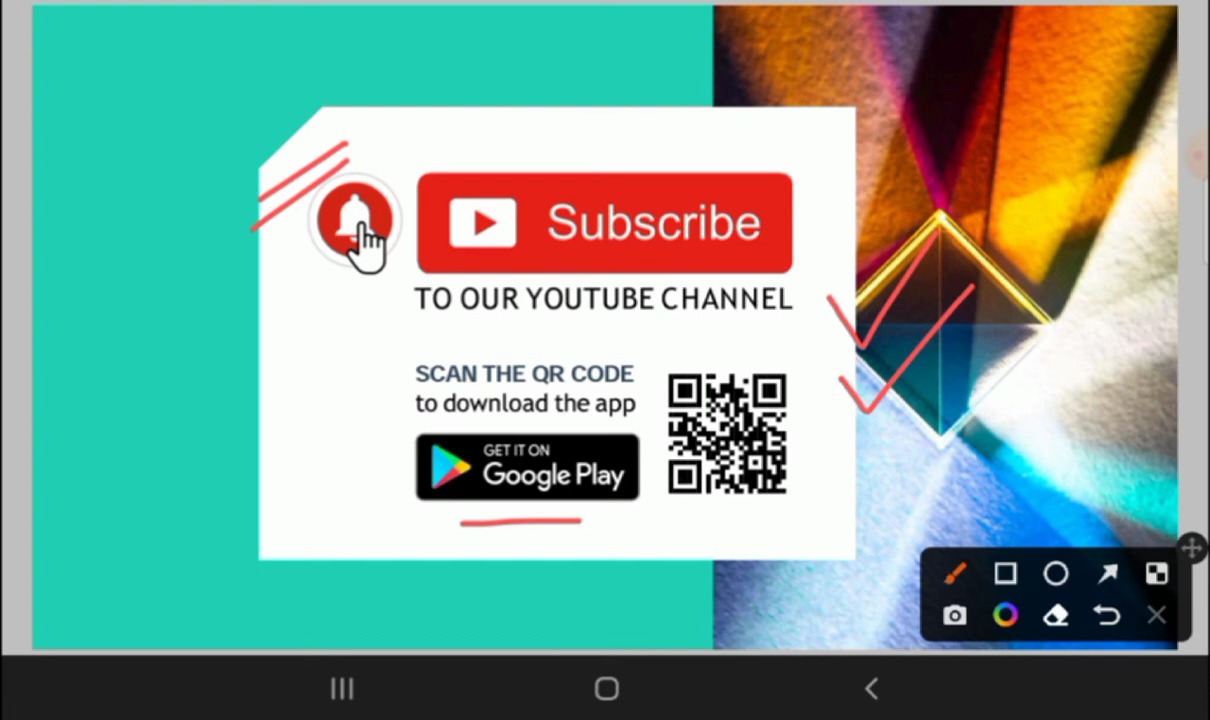 Subscribe
TO OUR YOUTUBE CHANNEL
SCAN THE QR CODE
to download the app
GET IT ON
Google Play